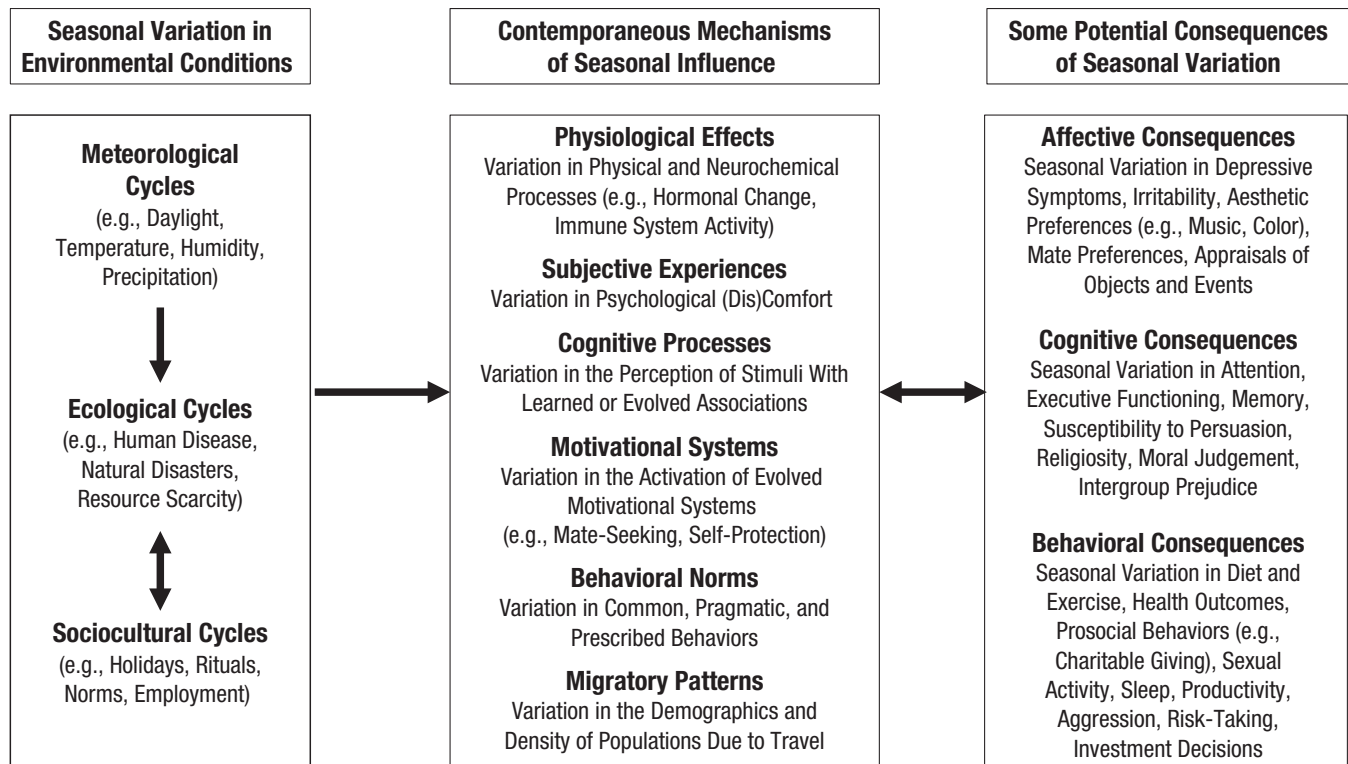 Seasonal Variation in
Environmental Conditions
Meteorological
Cycles
(e.g., Daylight,
Temperature, Humidity,
Precipitation)
Ecological Cycles
(e.g., Human Disease,
Natural Disasters,
Resource Scarcity)
Sociocultural Cycles
(e.g., Holidays, Rituals,
Norms, Employment)
Contemporaneous Mechanisms
of Seasonal Influence
Physiological Effects
Variation in Physical and Neurochemical
Processes (e.g., Hormonal Change,
Immune System Activity)
Subjective Experiences
Variation in Psychological (Dis)Comfort
Cognitive Processes
Variation in the Perception of Stimuli With
Learned or Evolved Associations
Motivational Systems
Variation in the Activation of Evolved
Motivational Systems
(e.g., Mate-Seeking, Self-Protection)
Behavioral Norms
Variation in Common, Pragmatic, and
Prescribed Behaviors
Migratory Patterns
Variation in the Demographics and
Density of Populations Due to Travel
Some Potential Consequences
of Seasonal Variation
Affective Consequences
Seasonal Variation in Depressive
Symptoms, Irritability, Aesthetic
Preferences (e.g., Music, Color),
Mate Preferences, Appraisals of
Objects and Events
Cognitive Consequences
Seasonal Variation in Attention,
Executive Functioning, Memory,
Susceptibility to Persuasion,
Religiosity, Moral Judgement,
Intergroup Prejudice
Behavioral Consequences
Seasonal Variation in Diet and
Exercise, Health Outcomes,
Prosocial Behaviors (e.g.,
Charitable Giving), Sexual
Activity, Sleep, Productivity,
Aggression, Risk-Taking,
Investment Decisions